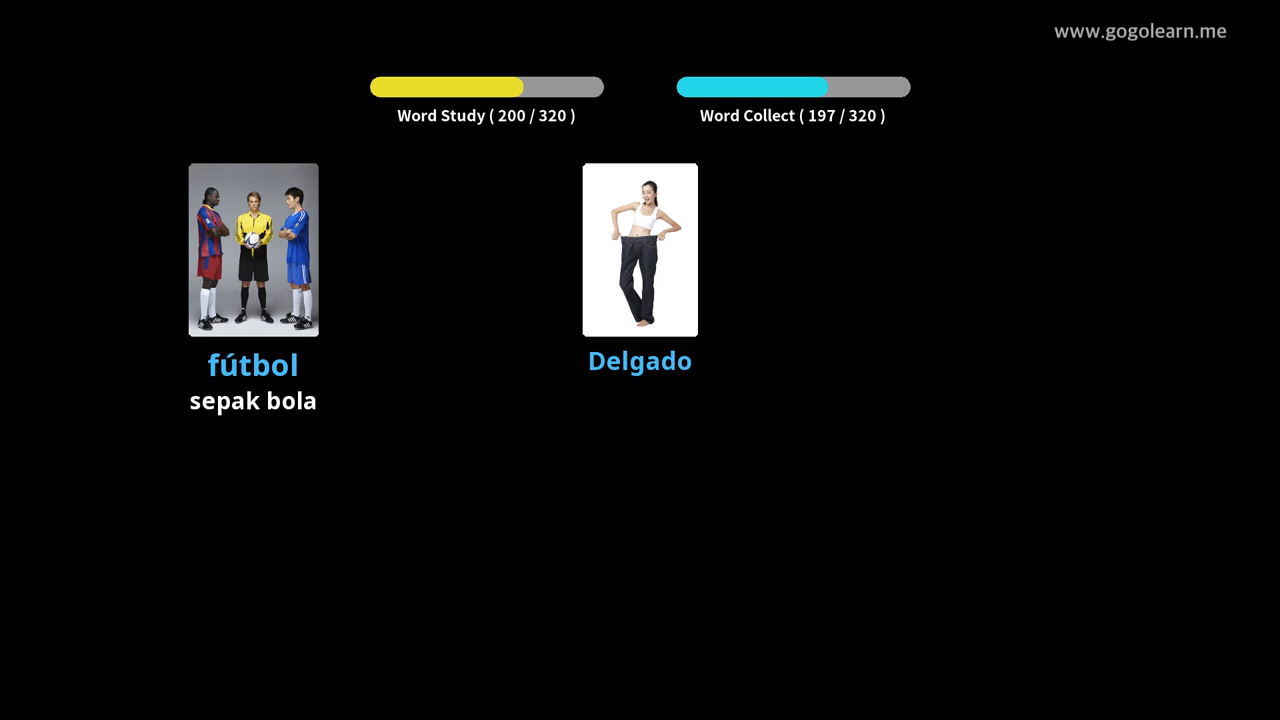 www.gogolearn.me
Word Study ( 200 / 320 )
Word Collect ( 197 / 320 )
fútbol
sepak bola
Delgado